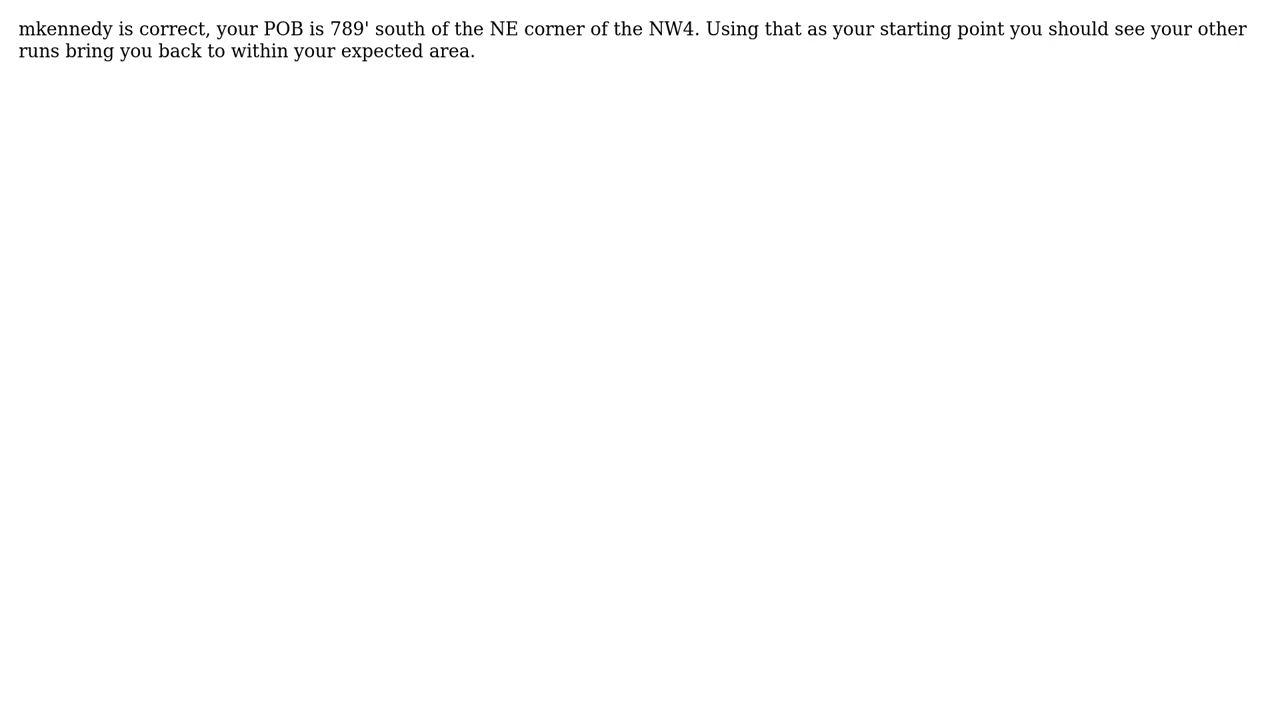 mkennedy is correct, your POB is 789' south of the NE corner of the NW4. Using that as your starting point you should see your other
runs bring you back to within your expected area.